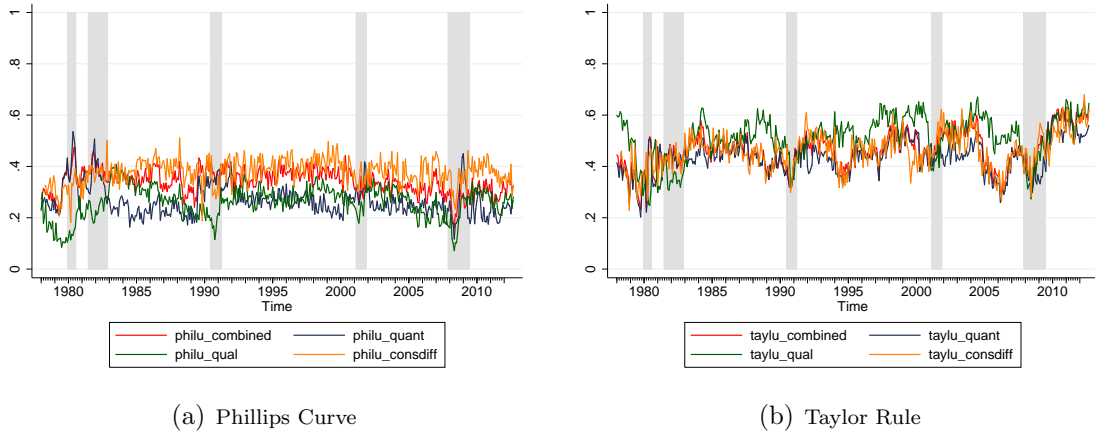 1
.8
.6
.4
.2
0
1980 1985 1990 1995 2000 2005 2010
Time
philu_combined philu_quant
philu_qual philu_consdiff
(a) Phillips Curve
1
.8
.6
.4
.2
0
1980 1985 1990 1995 2000 2005 2010
Time
taylu_combined taylu_quant
taylu_qual taylu_consdiff
(b) Taylor Rule